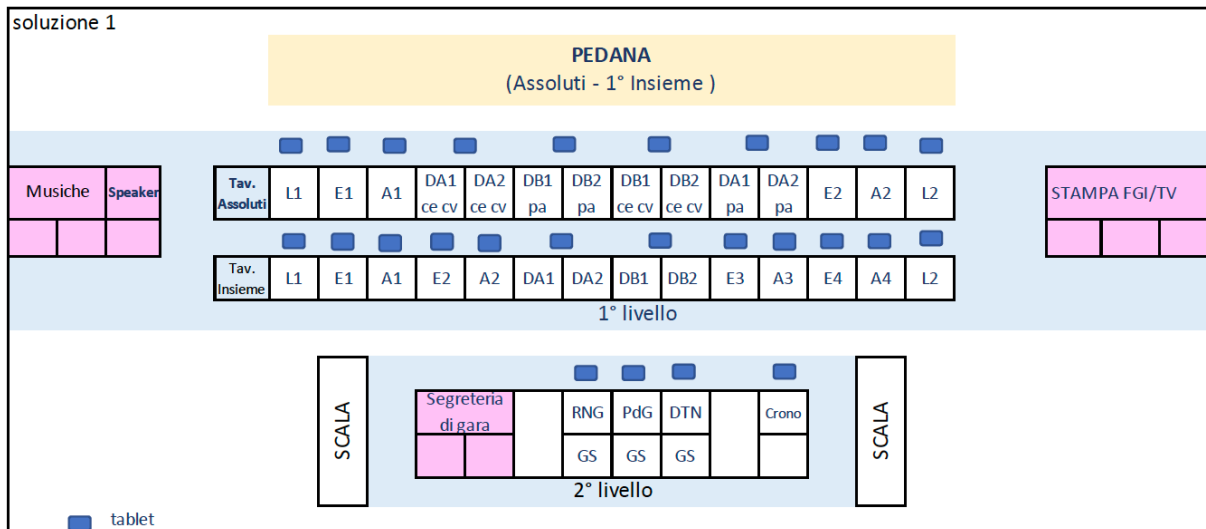 soluzione 1
PEDANA
(Assoluti - 1° Insieme )
Musiche Speaker
Tav. Assoluti L1 E1 A1 DA1 ce cv DA2 ce cv DB1 pa DB2 pa DB1 ce cv DB2 ce cv DA1 pa DA2 pa E2 A2 L2
STAMPA FGI/TV
Tav. Insieme L1 E1 A1 E2 A2 DA1 DA2 DB1 DB2 E3 A3 E4 A4 L2
1° livello
SCALA
Segreteria
di gara
RNG PdG DTN Crono
GS GS GS
SCALA
2° livello
tablet